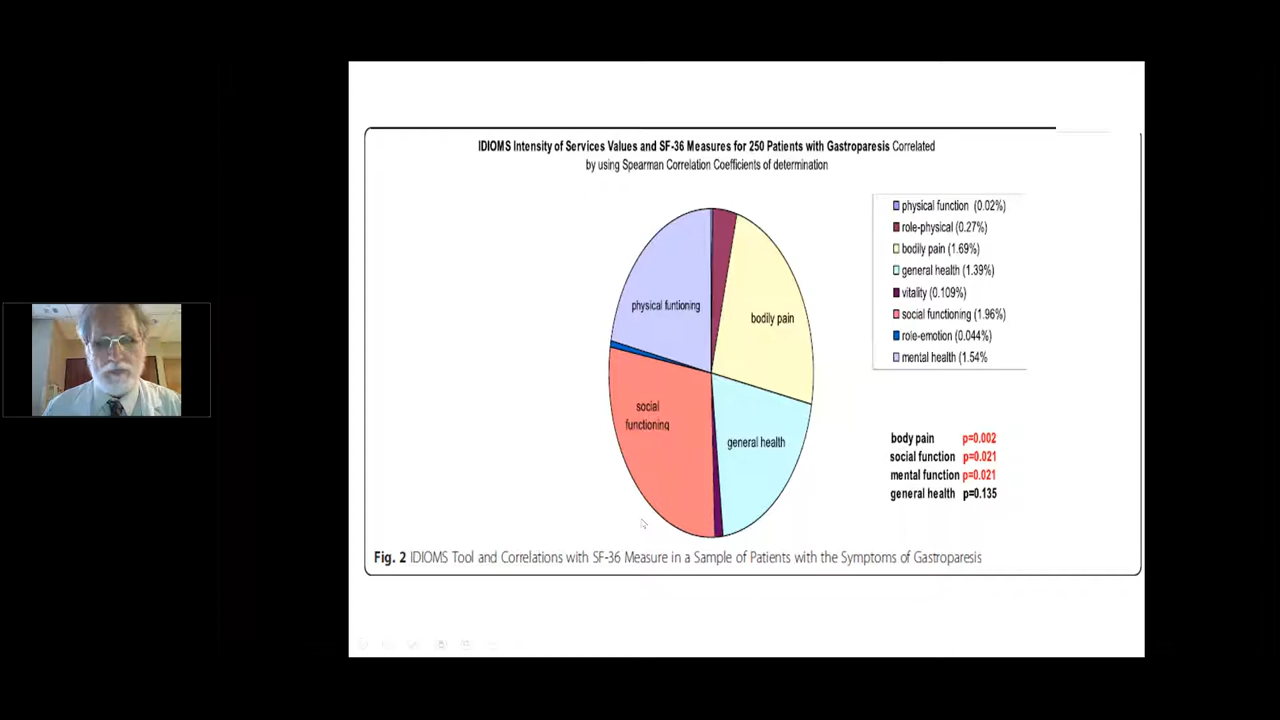 IDIOMS Intensity of Services Values and SF-36 Measures for 250 Patients with Gastroparesis Correlated
by using Spearman Correlation Coefficients of determination
physical function (0.02%)
role-physical (0.27%)
bodily pain (1.69%)
general health (1.39%)
vitality (0.109%)
social functioning (1.96%)
role-emotion (0.044%)
mental health (1.54%
physical funtioning
bodily pain
social
functioning
general health
body pain p=0.002
social function p=0.021
mental function p=0.021
general health p=0.135
Fig. 2 IDIOMS Tool and Correlations with SF-36 Measure in a Sample of Patients with the Symptoms of Gastroparesis